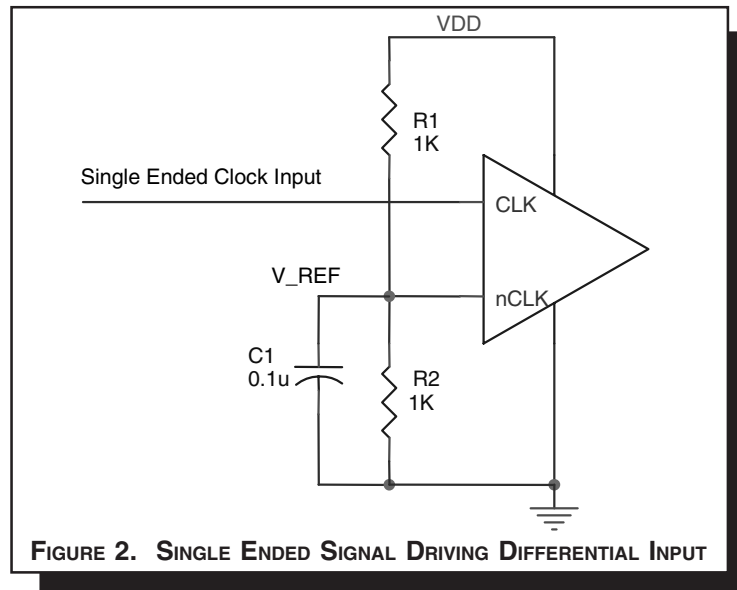 VDD
R1
1K
Single Ended Clock Input
CLK
V_REF
nCLK
C1
0.1u
R2
1K
FIGURE 2. SINGLE ENDED SIGNAL DRIVING DIFFERENTIAL INPUT